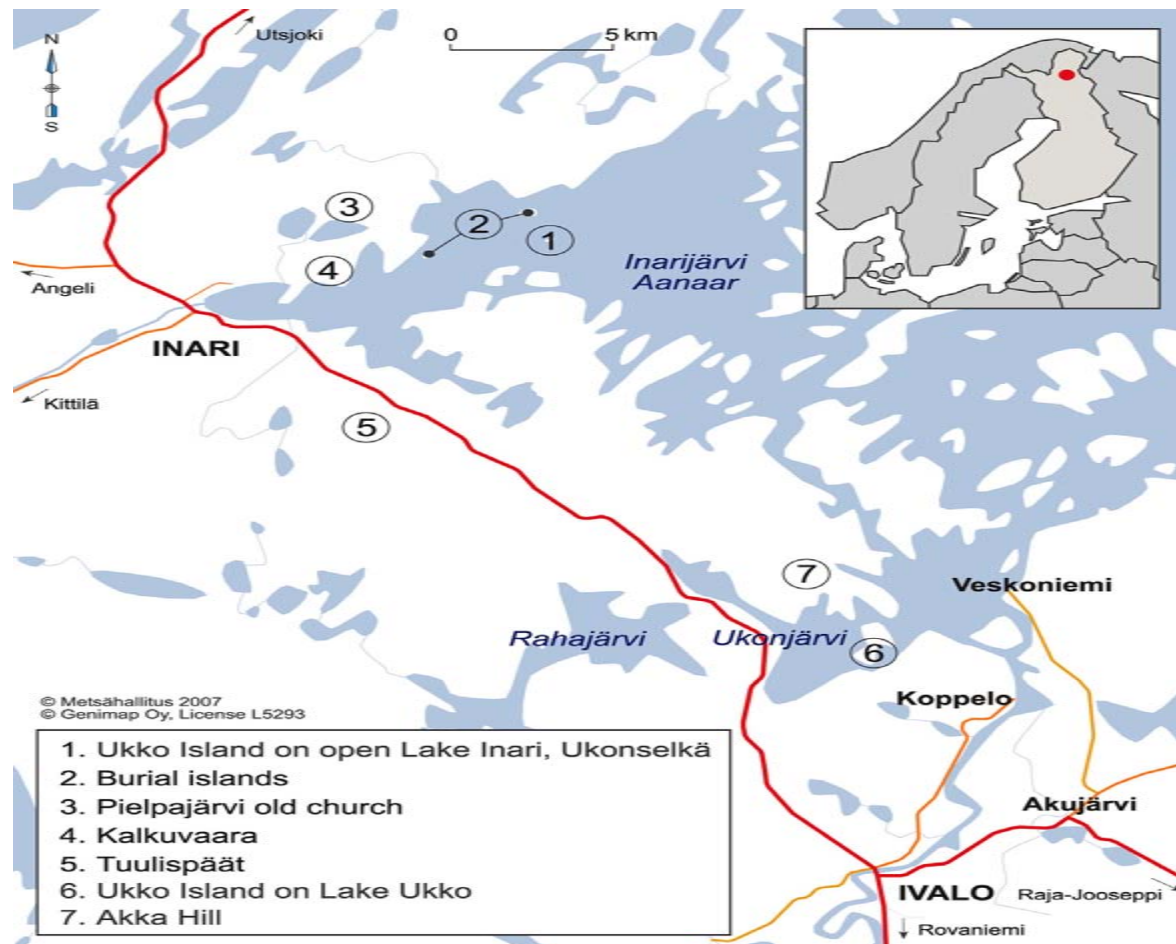 Utsjoki
N
S
0 5 km
3
2
1
4
Inarijärvi
Aanaar
Angeli
INARI
Kittilä
5
7
Veskoniemi
Rahajärvi
Ukonjärvi
6
Koppelo
© Metsähallitus 2007
© Genimap Oy, License L5293
1. Ukko Island on open Lake Inari, Ukonselkä
2. Burial islands
3. Pielpajärvi old church
4. Kalkuvaara
5. Tuulispäät
6. Ukko Island on Lake Ukko
7. Akka Hill
Akujärvi
IVALO
Raja-Jooseppi
Rovaniemi